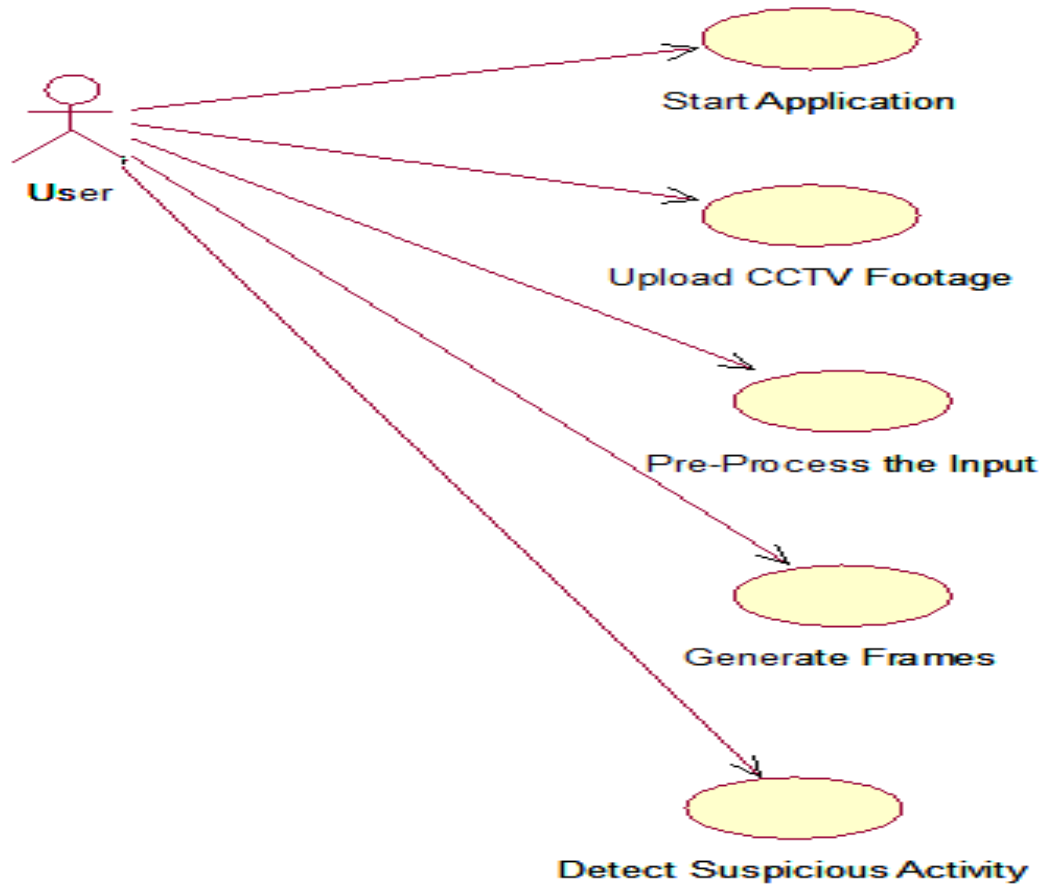 Start Application
User
Upload CCTV Footage
Pre-Process the Input
Generate Frames
Detect Suspicious Activity